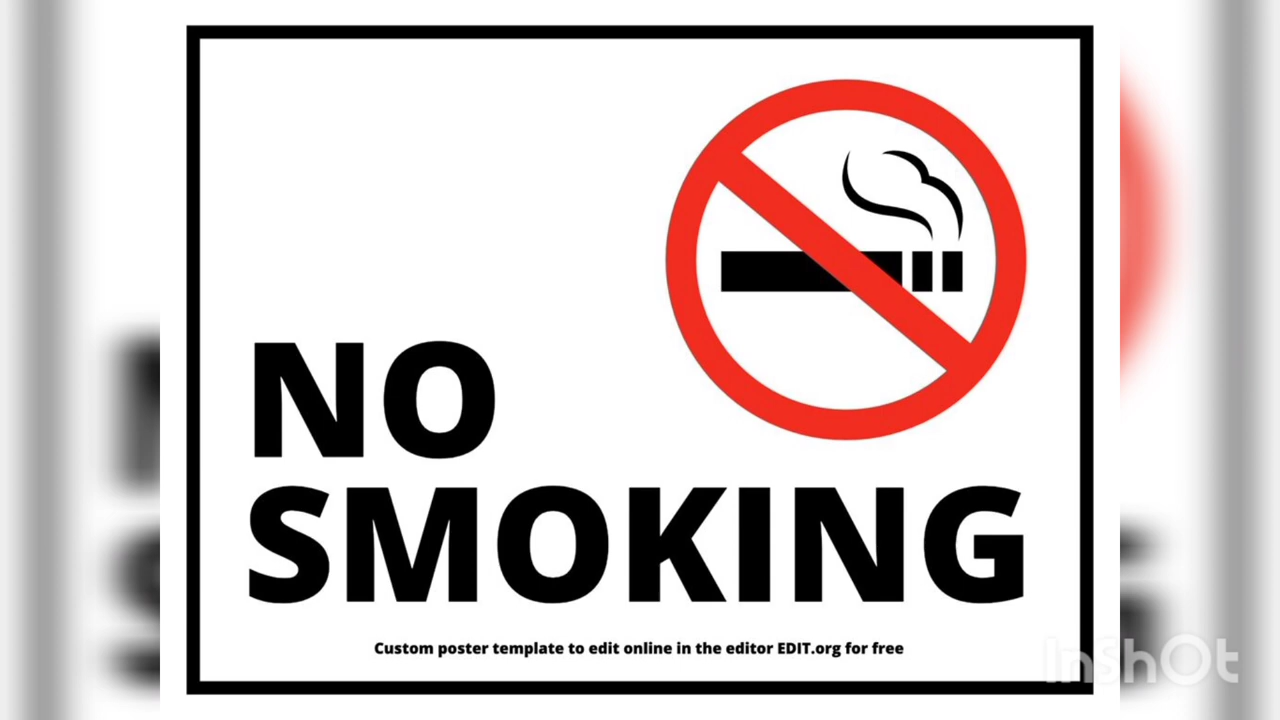 NO
SMOKING
Custom poster template to edit online in the editor EDIT.org for free
InShOt